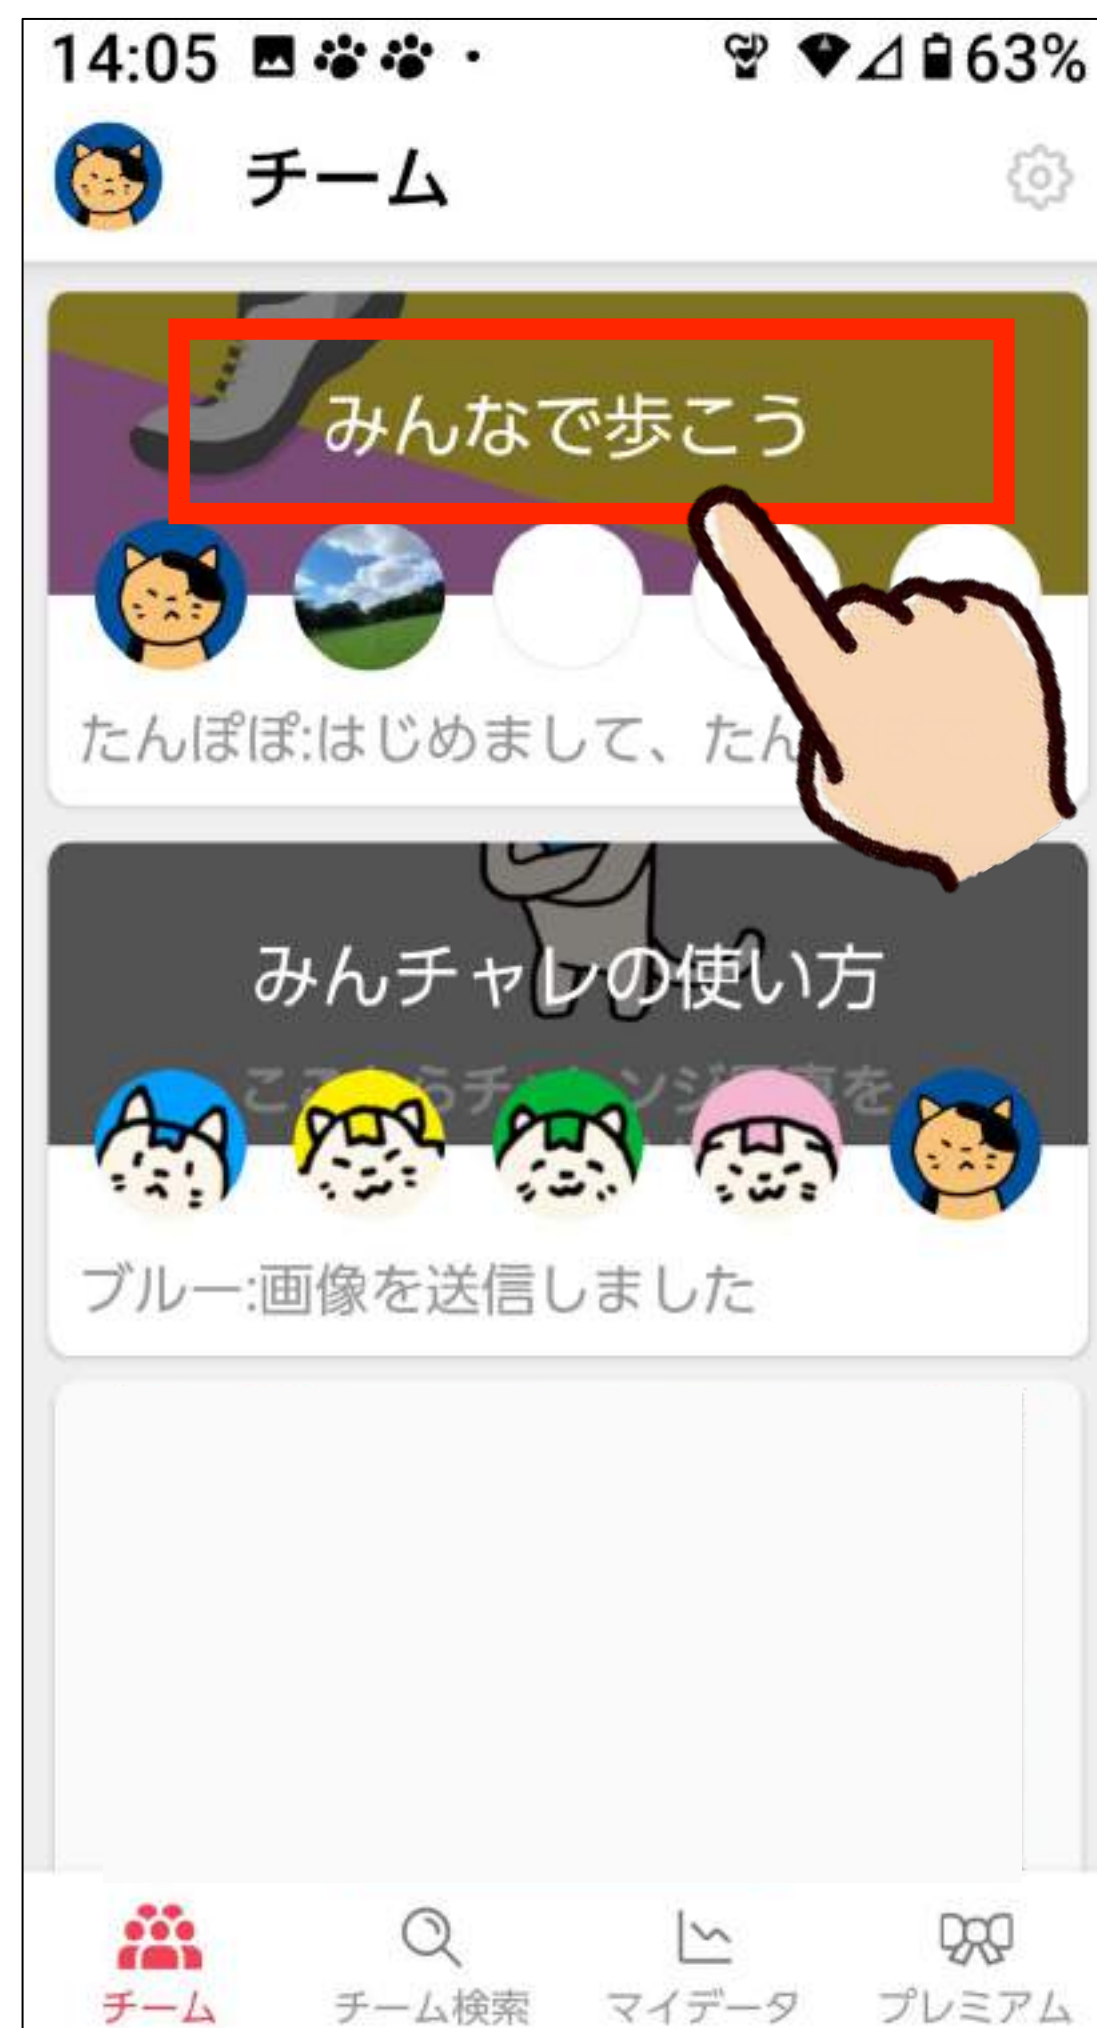 14:05
63%
チーム
みんなで歩こう
たんぽぽ:はじめまして、たん
みんチャレの使い方
ブルー:画像を送信しました
チーム
チーム検索
マイデータ
プレミアム